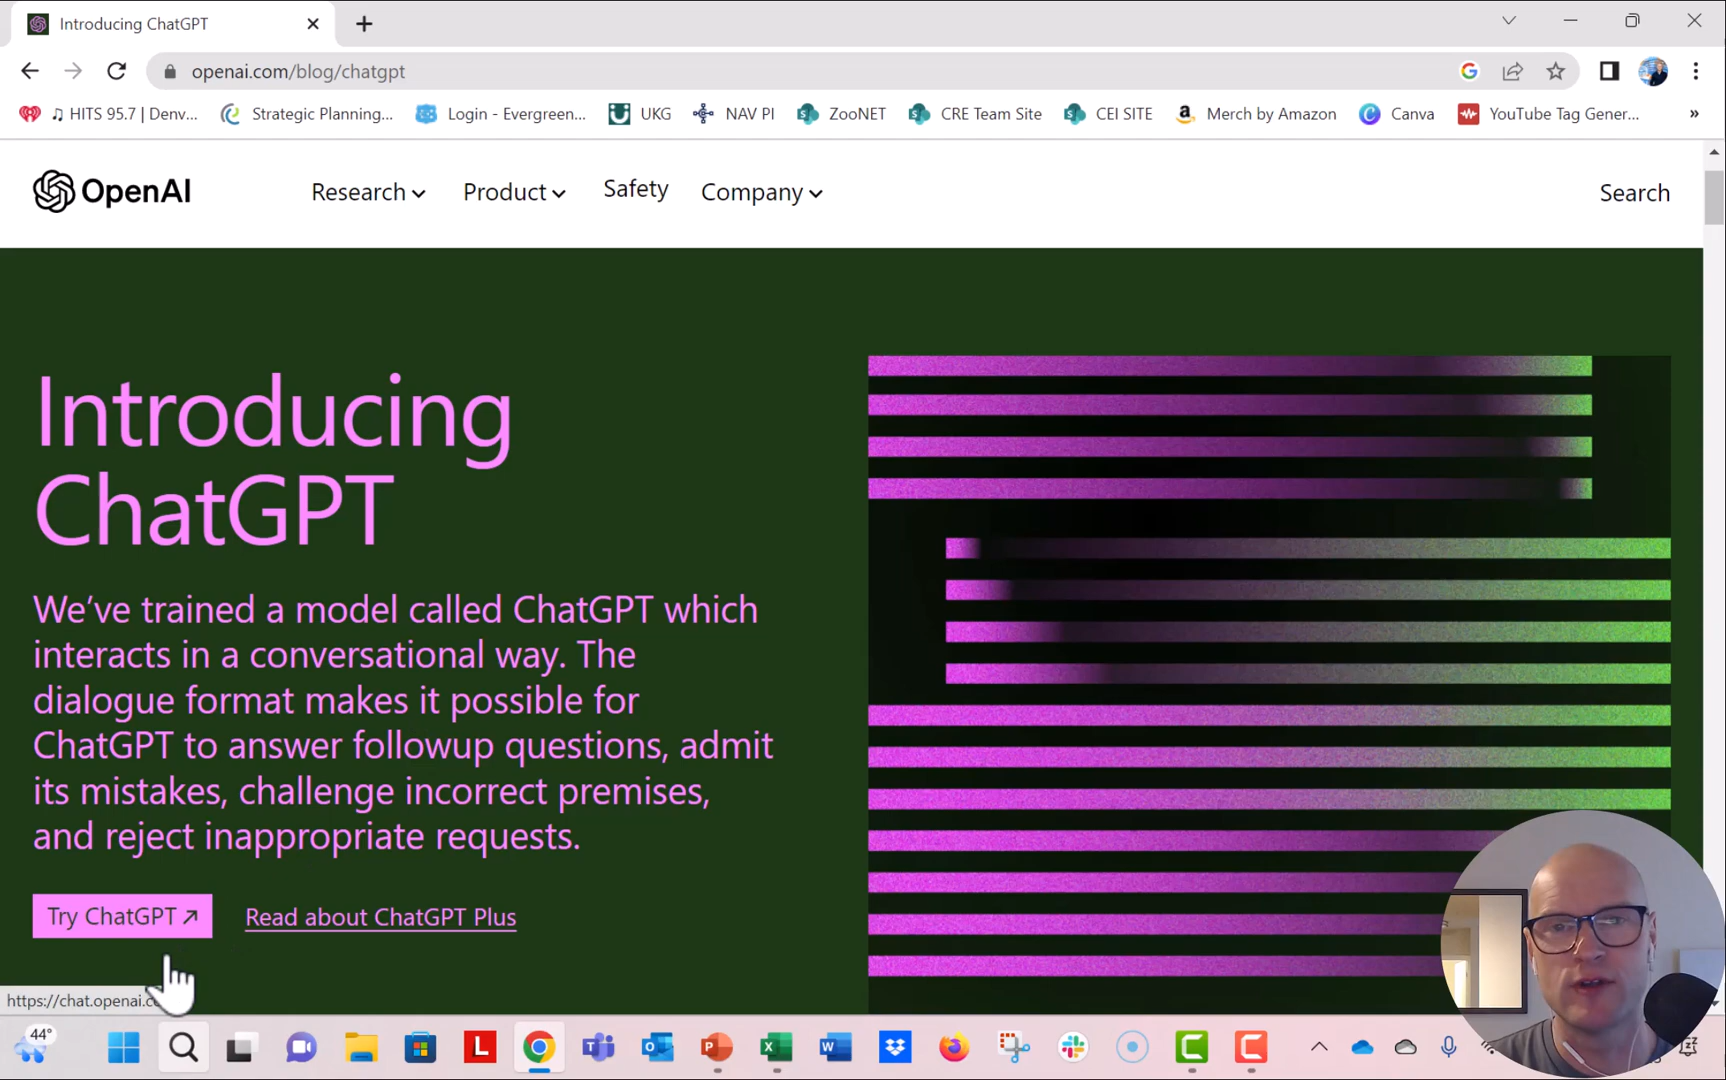 Introducing ChatGPT
openai.com/blog/chatgpt
♫ HITS 95.7 | Denv...
Strategic Planning...
Login - Evergreen...
UKG
NAV PI
ZooNET
CRE Team Site
CEI SITE
Merch by Amazon
Canva
YouTube Tag Gener...
»
OpenAI
Research
Product
Safety
Company
Search
Introducing
ChatGPT
We’ve trained a model called ChatGPT which
interacts in a conversational way. The
dialogue format makes it possible for
ChatGPT to answer followup questions, admit
its mistakes, challenge incorrect premises,
and reject inappropriate requests.
Try ChatGPT ↗
Read about ChatGPT Plus
https://chat.openai.c
44°